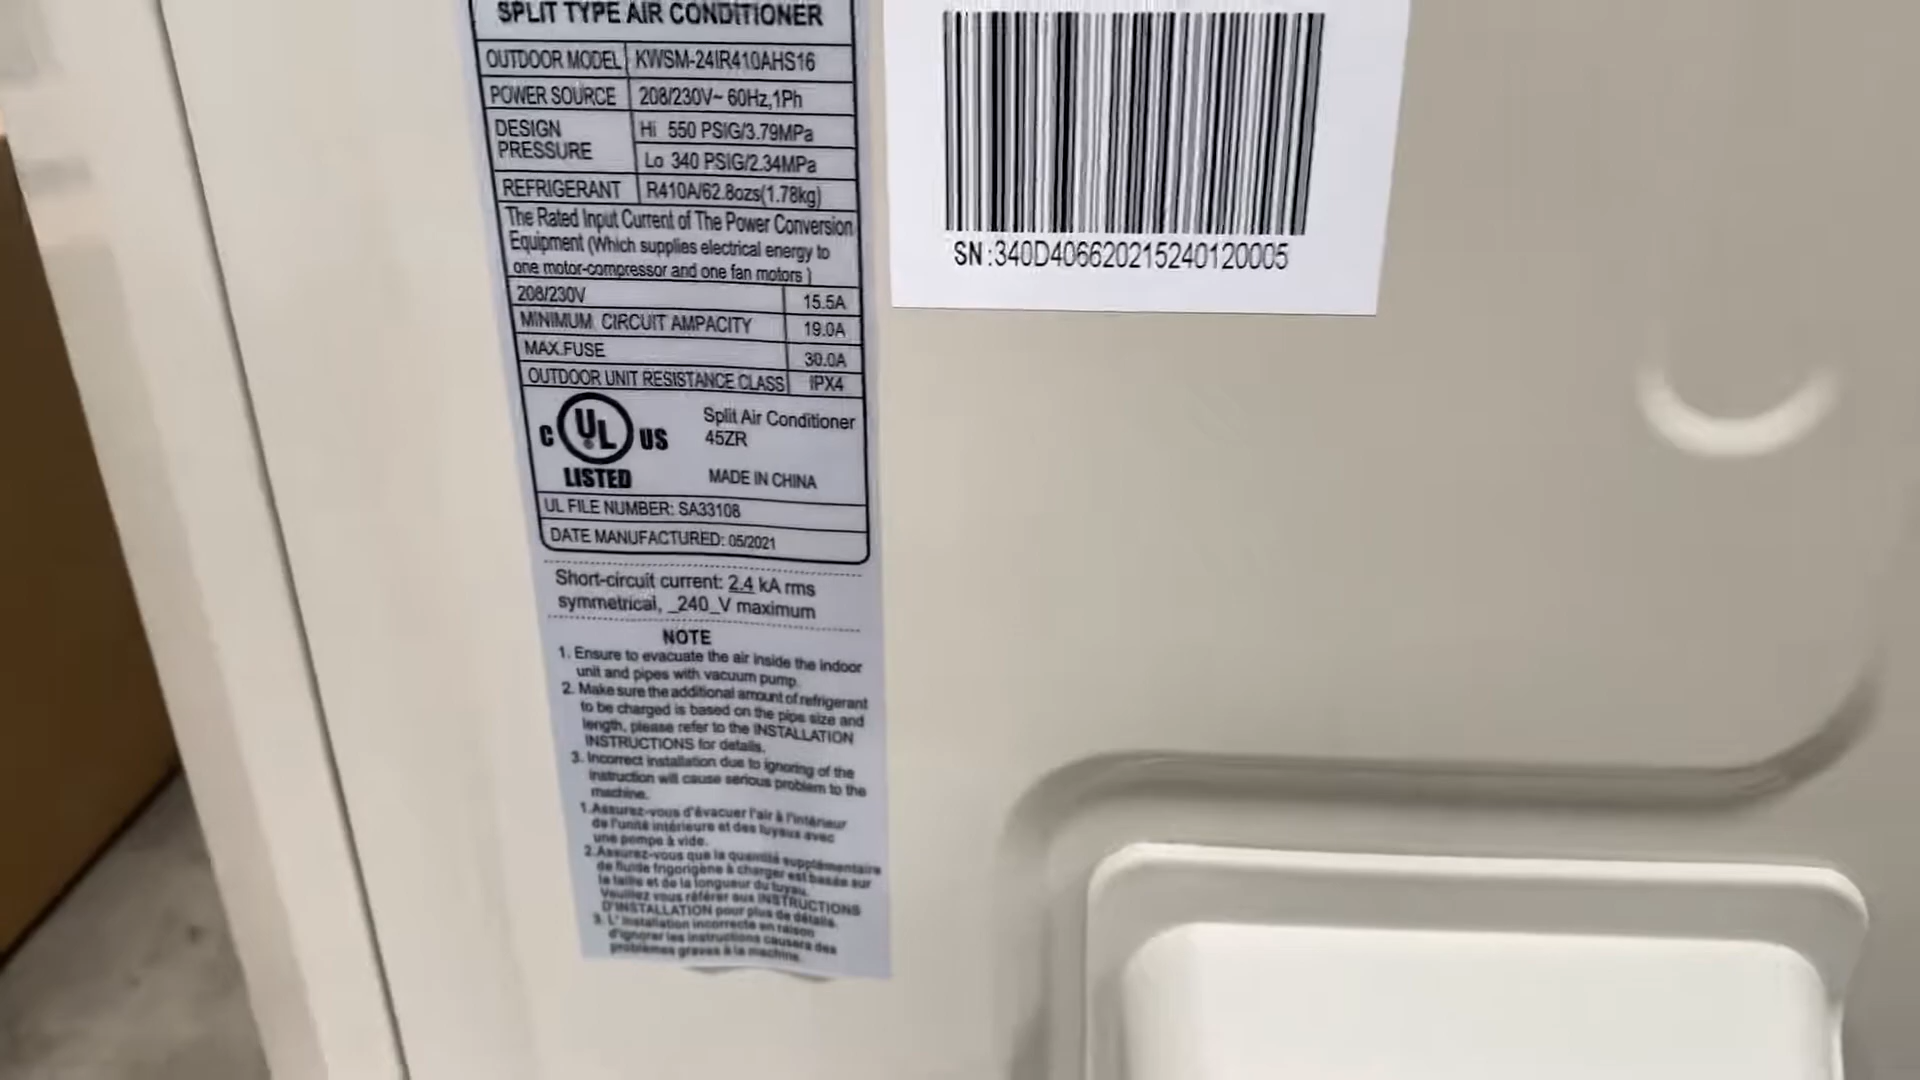 SPLIT TYPE AIR CONDITIONER
OUTDOOR MODEL KWSM-24IR410AHS16
POWER SOURCE 208/230V~ 60Hz,1Ph
DESIGN PRESSURE
Hi 550 PSIG/3.79MPa
Lo 340 PSIG/2.34MPa
REFRIGERANT R410A/62.8ozs(1.78kg)
The Rated Input Current of The Power Conversion
Equipment (Which supplies electrical energy to
one motor-compressor and one fan motors )
208/230V 15.5A
MINIMUM CIRCUIT AMPACITY 19.0A
MAX.FUSE 30.0A
OUTDOOR UNIT RESISTANCE CLASS IPX4
C UL US
LISTED
Split Air Conditioner
45ZR
MADE IN CHINA
UL FILE NUMBER: SA33108
DATE MANUFACTURED: 05/2021
Short-circuit current: 2.4 kA rms
symmetrical, _240_V maximum
NOTE
1. Ensure to evacuate the air inside the indoor
unit and pipes with vacuum pump.
2. Make sure the additional amount of refrigerant
to be charged is based on the pipe size and
length, please refer to the INSTALLATION
INSTRUCTIONS for details.
3. Incorrect installation due to ignoring of the
instruction will cause serious problem to the
machine.
1.Assurez-vous d'évacuer l'air à l'intérieur
de l'unité intérieure et des tuyaux avec
une pompe à vide.
2.Assurez-vous que la quantité supplémentaire
de fluide frigorigène à charger est basée sur
la taille et de la longueur du tuyau.
Veuillez vous référer aux INSTRUCTIONS
D'INSTALLATION pour plus de détails.
3. L' installation incorrecte en raison
d'ignorer les instructions causera des
problèmes graves à la machine.
SN:340D406620215240120005